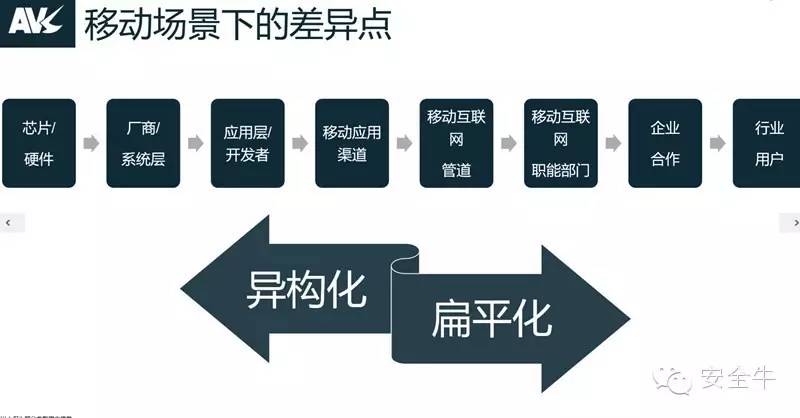 AVL 移动场景下的差异点
芯片/
硬件
厂商/
系统层
应用层/
开发者
移动应用
渠道
移动互联
网
管道
移动互联
网
职能部门
企业
合作
行业
用户
异构化
扁平化
安全牛